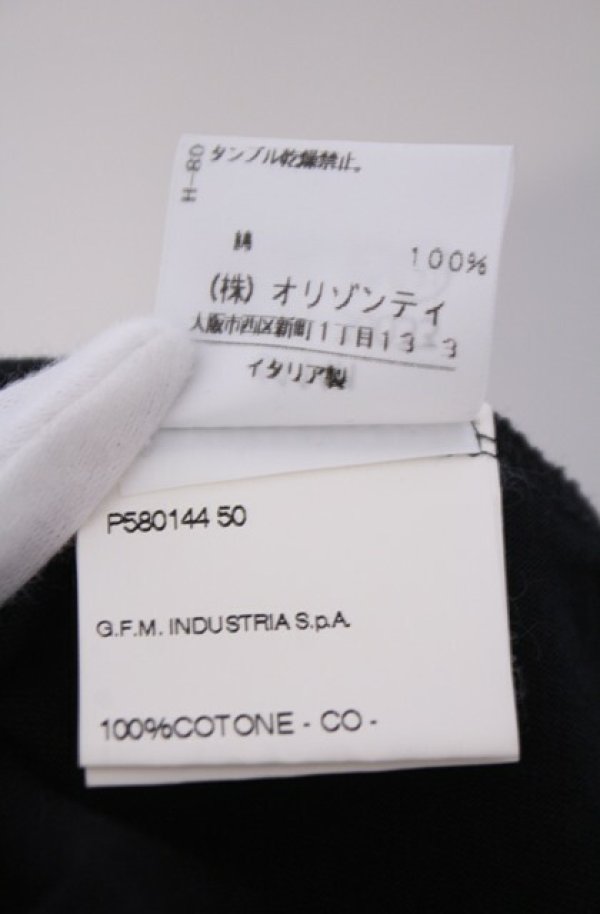 H-80
タンブル乾燥禁止。
綿 100%
(株) オリゾンティ
大阪市西区新町1丁目13-3
イタリア製
P580144 50
G.F.M. INDUSTRIA S.p.A.
100%COTONE - CO -